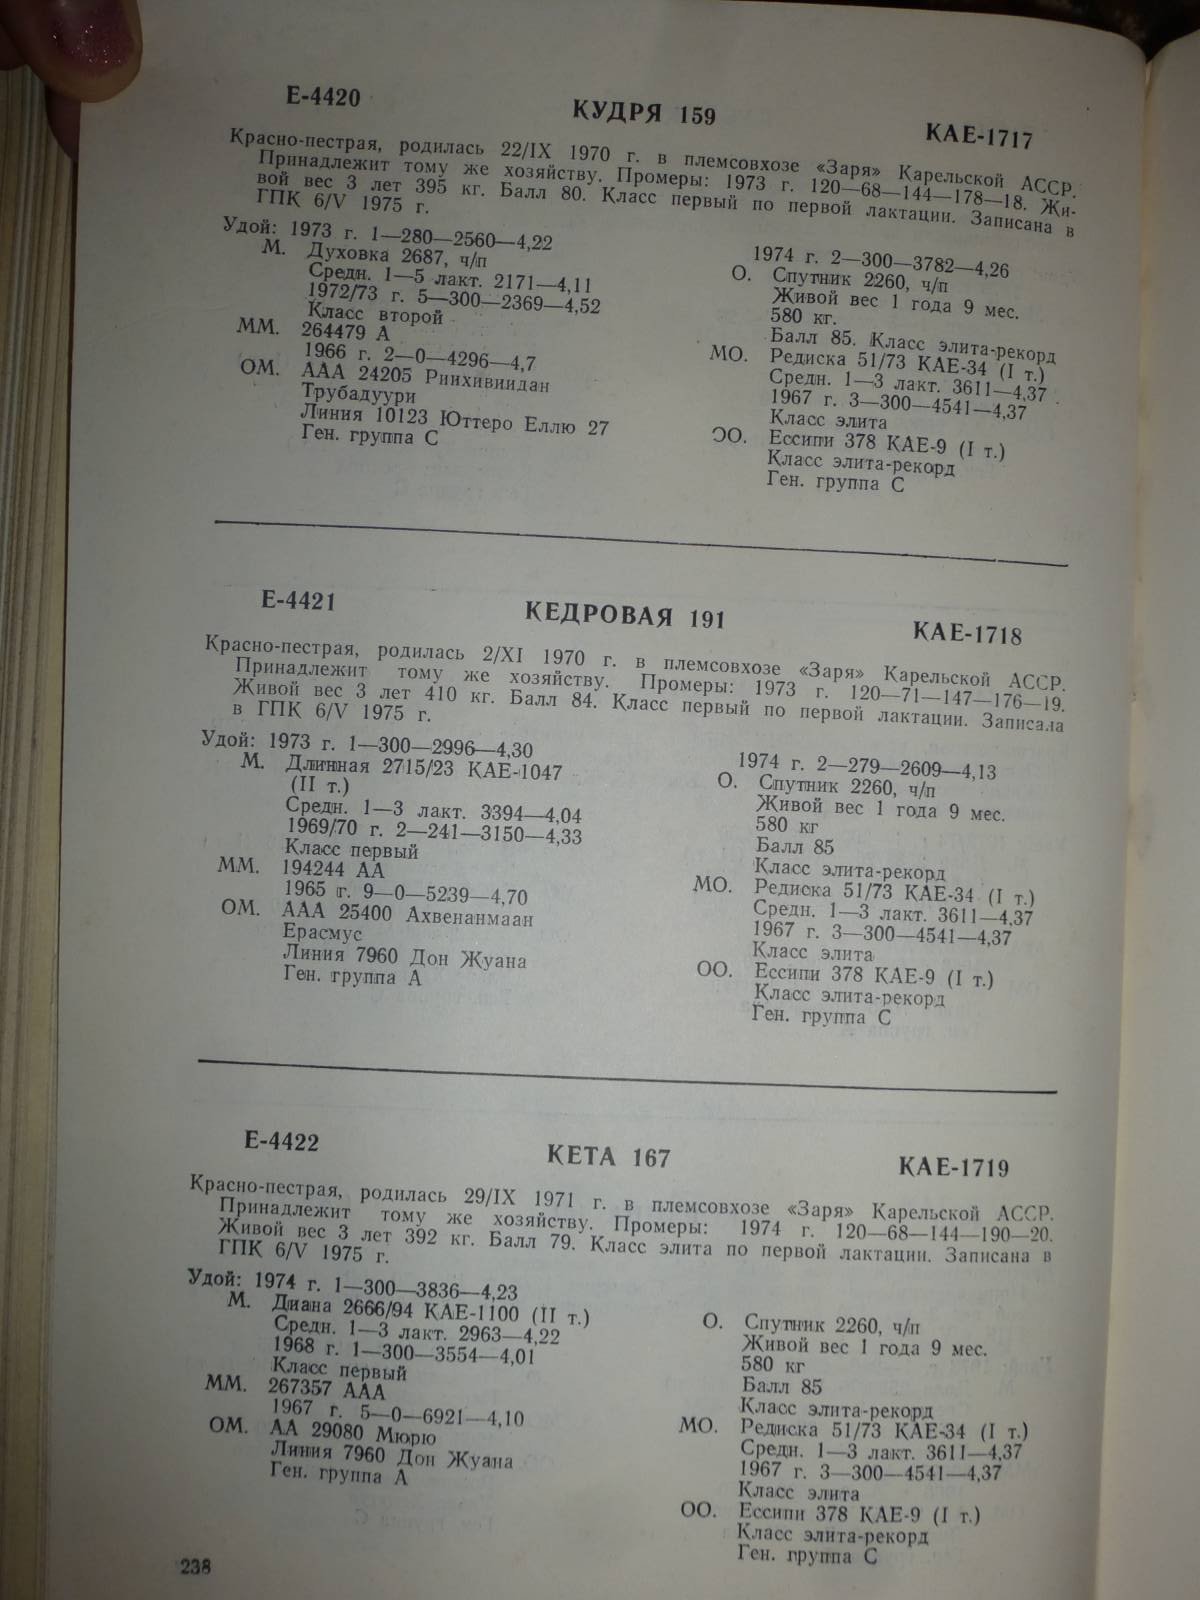 Е-4420
КУДРЯ 159
КАЕ-1717
Красно-пестрая, родилась 22/IX 1970 г. в племсовхозе «Заря» Карельской АССР.
Принадлежит тому же хозяйству. Промеры: 1973 г. 120—68—144—178—18. Жи-
вой вес 3 лет 395 кг. Балл 80. Класс первый по первой лактации. Записана в
ГПК 6/V 1975 г.
Удой: 1973 г. 1—280—2560—4,22
М. Духовка 2687, ч/п
Средн. 1—5 лакт. 2171—4,11
1972/73 г. 5—300—2369—4,52
Класс второй
ММ. 264479 А
1966 г. 2—0—4296—4,7
ОМ. ААА 24205 Риихивиидан
Трубадуури
Линия 10123 Юттеро Еллю 27
Ген. группа С
1974 г. 2—300—3782—4,26
О. Спутник 2260, ч/п
Живой вес 1 года 9 мес.
580 кг.
Балл 85. Класс элита-рекорд
МО. Редиска 51/73 КАЕ-34 (I т.)
Средн. 1—3 лакт. 3611—4,37
1967 г. 3—300—4541—4,37
Класс элита
ОО. Ессипи 378 КАЕ-9 (I т.)
Класс элита-рекорд
Ген. группа С
Е-4421
КЕДРОВАЯ 191
КАЕ-1718
Красно-пестрая, родилась 2/XI 1970 г. в племсовхозе «Заря» Карельской АССР.
Принадлежит тому же хозяйству. Промеры: 1973 г. 120—71—147—176—19.
Живой вес 3 лет 410 кг. Балл 84. Класс первый по первой лактации. Записала
в ГПК 6/V 1975 г.
Удой: 1973 г. 1—300—2996—4,30
М. Длинная 2715/23 КАЕ-1047
(II т.)
Средн. 1—3 лакт. 3394—4,04
1969/70 г. 2—241—3150—4,33
Класс первый
ММ. 194244 АА
1965 г. 9—0—5239—4,70
ОМ. ААА 25400 Ахвенанмаан
Ерасмус
Линия 7960 Дон Жуана
Ген. группа А
1974 г. 2—279—2609—4,13
О. Спутник 2260, ч/п
Живой вес 1 года 9 мес.
580 кг
Балл 85
Класс элита-рекорд
МО. Редиска 51/73 КАЕ-34 (I т.)
Средн. 1—3 лакт. 3611—4,37
1967 г. 3—300—4541—4,37
Класс элита
ОО. Ессипи 378 КАЕ-9 (I т.)
Класс элита-рекорд
Ген. группа С
Е-4422
КЕТА 167
КАЕ-1719
Красно-пестрая, родилась 29/IX 1971 г. в племсовхозе «Заря» Карельской АССР.
Принадлежит тому же хозяйству. Промеры: 1974 г. 120—68—144—190—20.
Живой вес 3 лет 392 кг. Балл 79. Класс элита по первой лактации. Записана в
ГПК 6/V 1975 г.
Удой: 1974 г. 1—300—3836—4,23
М. Диана 2666/94 КАЕ-1100 (II т.)
Средн. 1—3 лакт. 2963—4,22
1968 г. 1—300—3554—4,01
Класс первый
ММ. 267357 ААА
1967 г. 5—0—6921—4,10
ОМ. АА 29080 Мюрю
Линия 7960 Дон Жуана
Ген. группа А
О. Спутник 2260, ч/п
Живой вес 1 года 9 мес.
580 кг
Балл 85
Класс элита-рекорд
МО. Редиска 51/73 КАЕ-34 (I т.)
Средн. 1—3 лакт. 3611—4,37
1967 г. 3—300—4541—4,37
Класс элита
ОО. Ессипи 378 КАЕ-9 (I т.)
Класс элита-рекорд
Ген. группа С
238